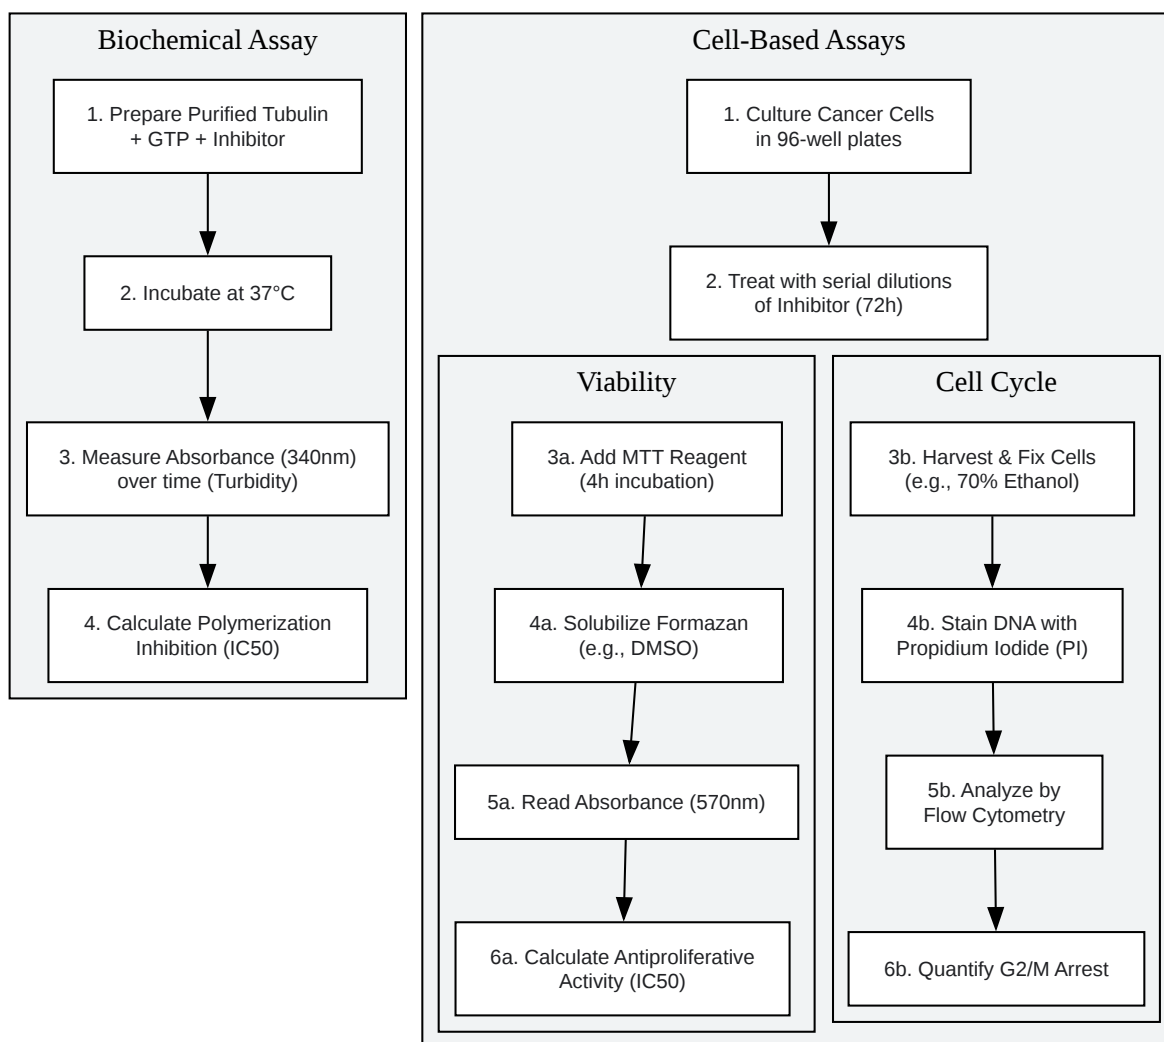 Biochemical Assay
1. Prepare Purified Tubulin
+ GTP + Inhibitor
2. Incubate at 37°C
3. Measure Absorbance (340nm)
over time (Turbidity)
4. Calculate Polymerization
Inhibition (IC50)
Cell-Based Assays
1. Culture Cancer Cells
in 96-well plates
2. Treat with serial dilutions
of Inhibitor (72h)
Viability
3a. Add MTT Reagent
(4h incubation)
4a. Solubilize Formazan
(e.g., DMSO)
5a. Read Absorbance (570nm)
6a. Calculate Antiproliferative
Activity (IC50)
Cell Cycle
3b. Harvest & Fix Cells
(e.g., 70% Ethanol)
4b. Stain DNA with
Propidium Iodide (PI)
5b. Analyze by
Flow Cytometry
6b. Quantify G2/M Arrest